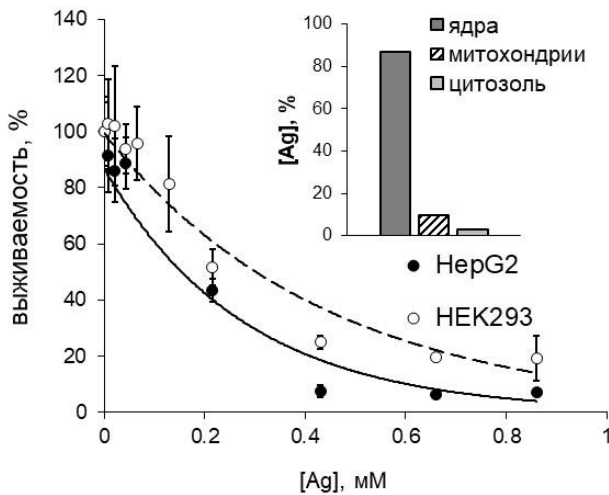 выживаемость, %
140
120
100
80
60
40
20
0
0
0.2
0.4
0.6
0.8
1
[Ag], мМ
[Ag], %
100
80
60
40
20
0
ядра
митохондрии
цитозоль
HepG2
HEK293